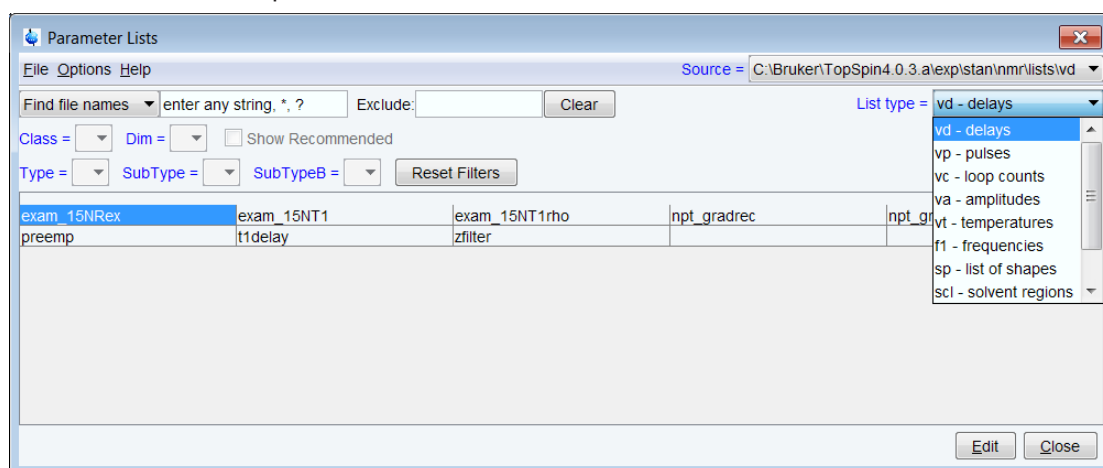 Parameter Lists
File Options Help Source = C:\Bruker\TopSpin4.0.3.a\exp\stan\nmr\lists\vd
Find file names enter any string, *, ? Exclude: Clear List type = vd - delays
Class = Dim = Show Recommended vd - delays
vp - pulses
Type = SubType = SubTypeB = Reset Filters vc - loop counts
va - amplitudes
exam_15NRex exam_15NT1 exam_15NT1rho npt_gradrec npt_gr vt - temperatures
preemp t1delay zfilter f1 - frequencies
sp - list of shapes
scl - solvent regions
Edit Close